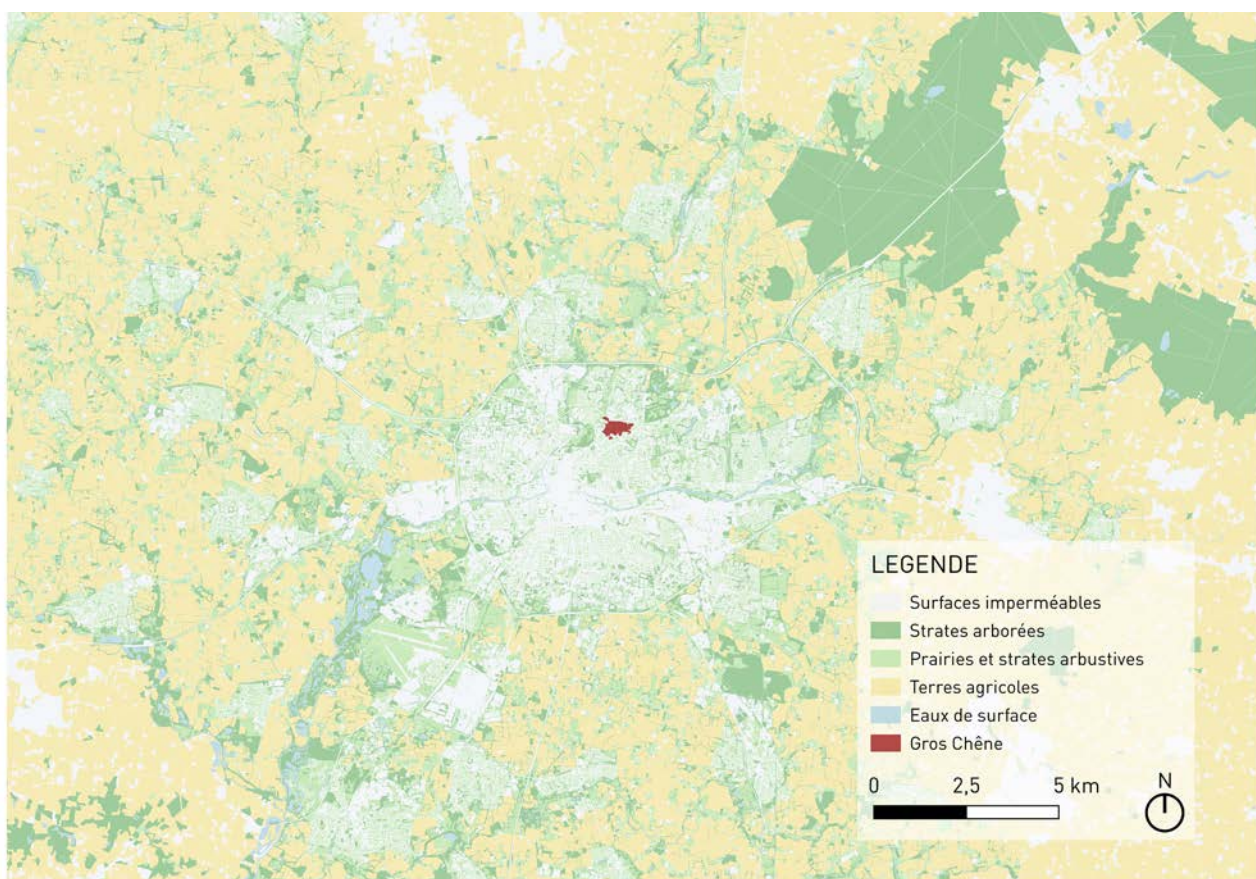 LEGENDE
Surfaces imperméables
Strates arborées
Prairies et strates arbustives
Terres agricoles
Eaux de surface
Gros Chêne
0 2,5 5 km
N